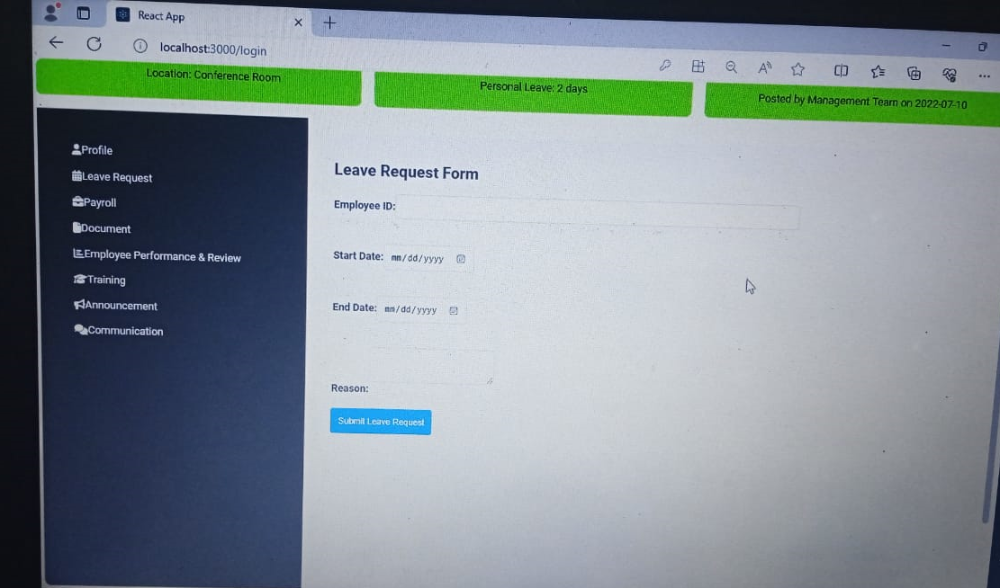 React App
localhost:3000/login
Location: Conference Room
Personal Leave: 2 days
Posted by Management Team on 2022-07-10
Profile
Leave Request
Payroll
Document
Employee Performance & Review
Training
Announcement
Communication
Leave Request Form
Employee ID:
Start Date: mm/dd/yyyy
End Date: mm/dd/yyyy
Reason:
Submit Leave Request